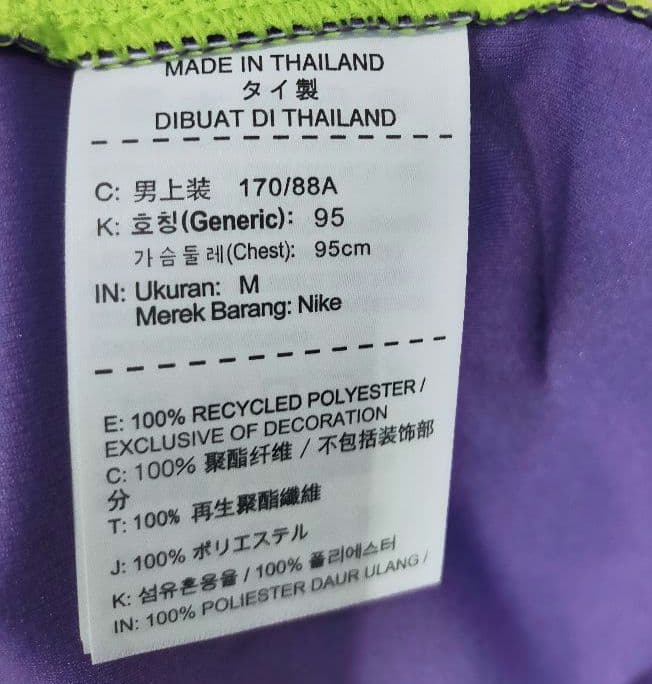 MADE IN THAILAND
タイ製
DIBUAT DI THAILAND
C: 男上装 170/88A
K: 호칭(Generic): 95
가슴둘레(Chest): 95cm
IN: Ukuran: M
Merek Barang: Nike
E: 100% RECYCLED POLYESTER /
EXCLUSIVE OF DECORATION
C: 100% 聚酯纤维 / 不包括装饰部
分
T: 100% 再生聚酯纖維
J: 100% ポリエステル
K: 섬유혼용율 / 100% 폴리에스터
IN: 100% POLIESTER DAUR ULANG /